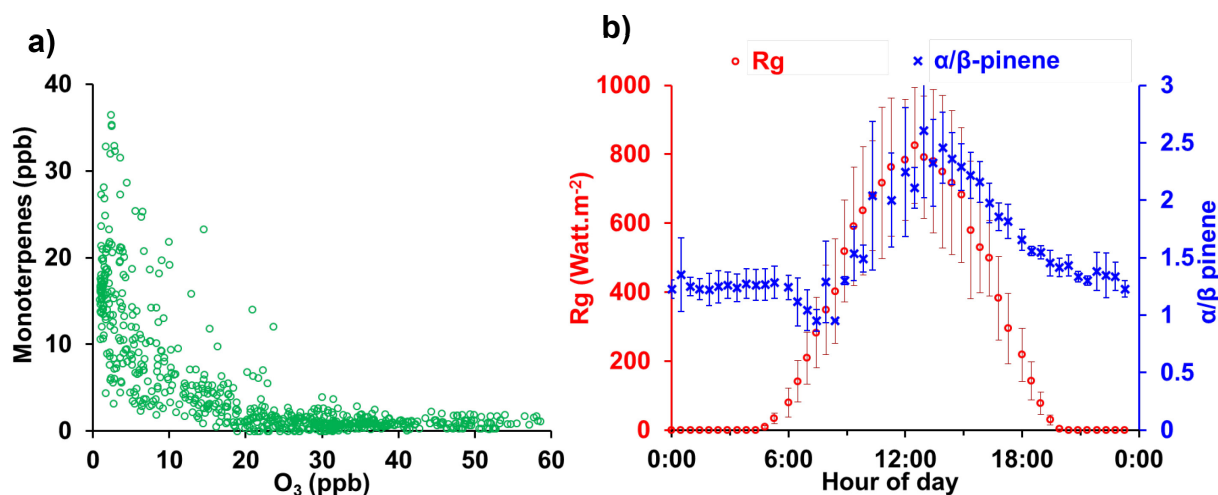 a)
Monoterpenes (ppb)
40
30
20
10
0
0 10 20 30 40 50 60
O₃ (ppb)
b)
Rg α/β-pinene
Rg (Watt.m⁻²)
1000
800
600
400
200
0
0:00 6:00 12:00 18:00 0:00
Hour of day
3
2.5
2
1.5
1
0.5
0
α/β pinene